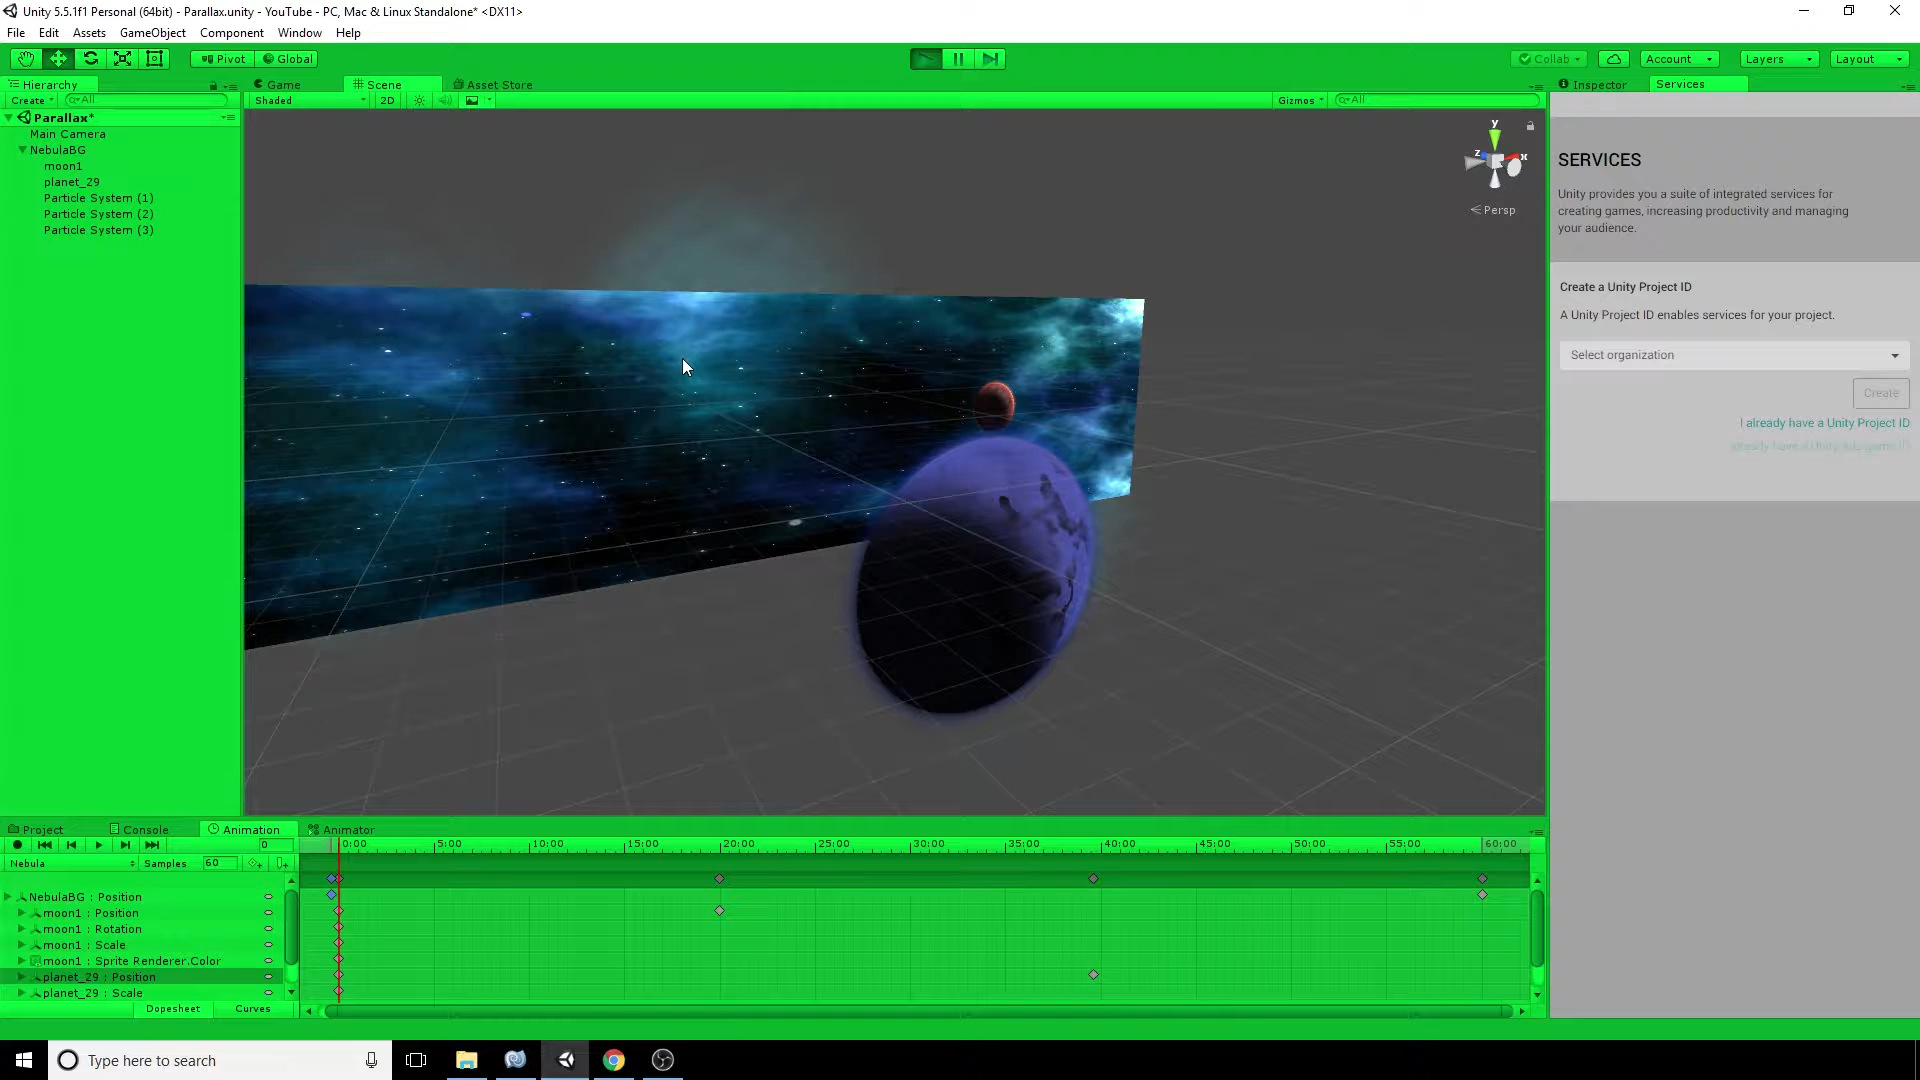 Unity 5.5.1f1 Personal (64bit) - Parallax.unity - YouTube - PC, Mac & Linux Standalone* <DX11>
File Edit Assets GameObject Component Window Help
Pivot Global Collab Account Layers Layout
Hierarchy Game Scene Asset Store Inspector Services
Create All Shaded 2D Gizmos All
Parallax*
Main Camera
NebulaBG
moon1
planet_29
Particle System (1)
Particle System (2)
Particle System (3)
y
z x
Persp
SERVICES
Unity provides you a suite of integrated services for
creating games, increasing productivity and managing
your audience.
Create a Unity Project ID
A Unity Project ID enables services for your project.
Select organization
Create
I already have a Unity Project ID
Project Console Animation Animator
0 0:00 5:00 10:00 15:00 20:00 25:00 30:00 35:00 40:00 45:00 50:00 55:00 60:00
Nebula Samples 60
NebulaBG : Position
moon1 : Position
moon1 : Rotation
moon1 : Scale
moon1 : Sprite Renderer.Color
planet_29 : Position
planet_29 : Scale
Dopesheet Curves
Type here to search